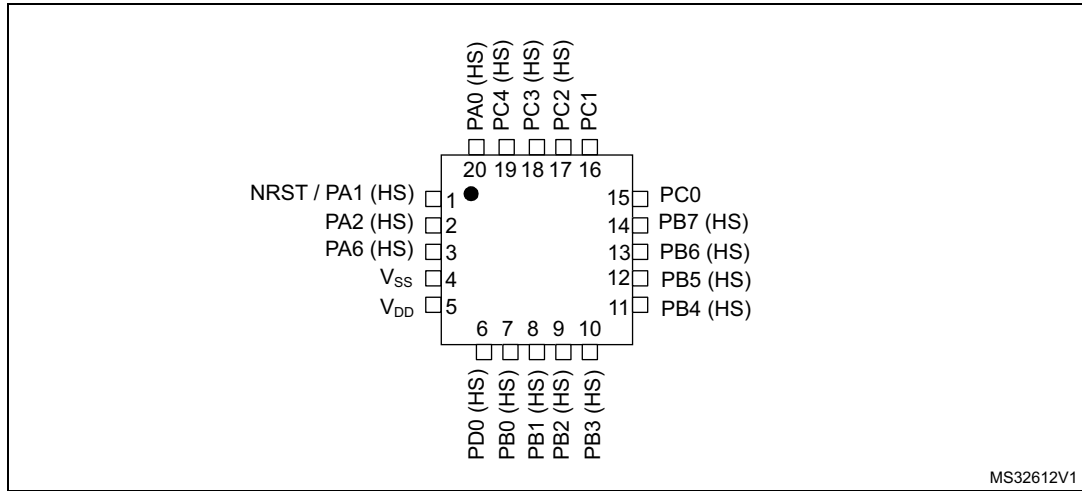 PA0 (HS)
PC4 (HS)
PC3 (HS)
PC2 (HS)
PC1
20 19 18 17 16
NRST / PA1 (HS) 1
PA2 (HS) 2
PA6 (HS) 3
VSS 4
VDD 5
15 PC0
14 PB7 (HS)
13 PB6 (HS)
12 PB5 (HS)
11 PB4 (HS)
6 7 8 9 10
PD0 (HS)
PB0 (HS)
PB1 (HS)
PB2 (HS)
PB3 (HS)
MS32612V1